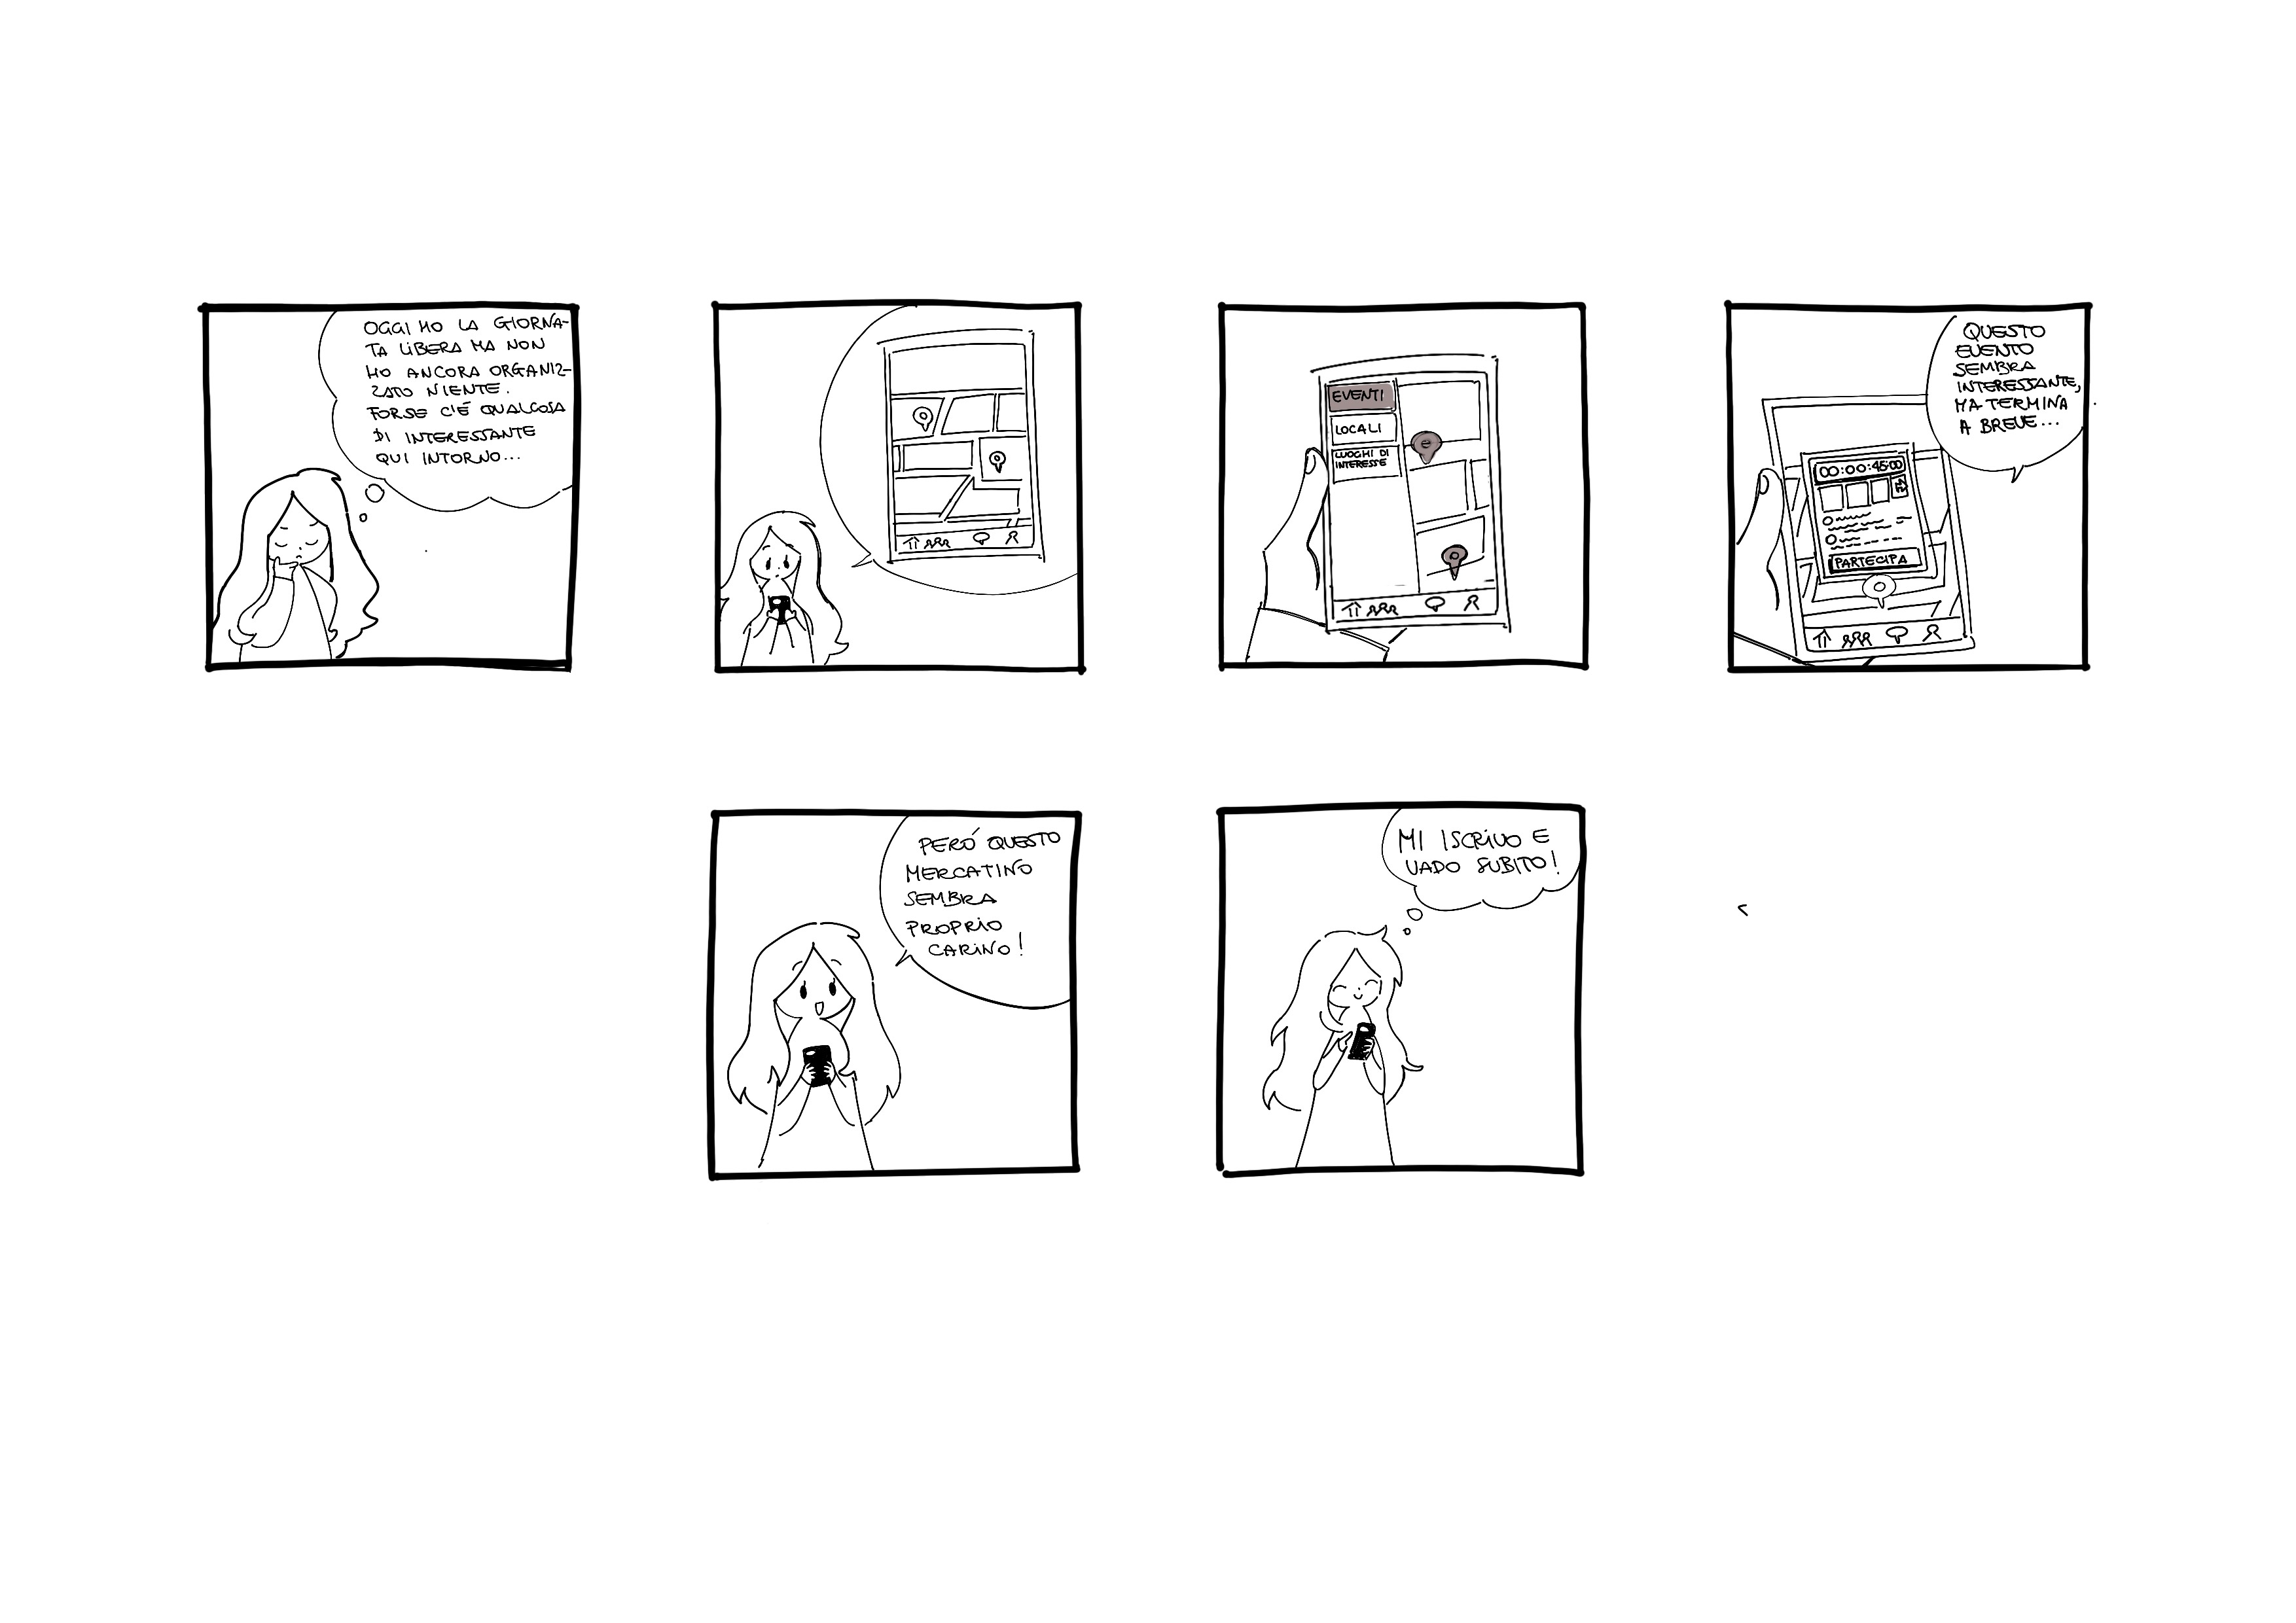 OGGI HO LA GIORNA-
TA LIBERA MA NON
HO ANCORA ORGANIZ-
ZATO NIENTE.
FORSE C'É QUALCOSA
DI INTERESSANTE
QUI INTORNO...
EVENTI
LOCALI
LUOGHI DI
INTERESSE
e
QUESTO
EVENTO
SEMBRA
INTERESSANTE,
MA TERMINA
A BREVE...
00:00:45:00
PARTECIPA
PERÓ QUESTO
MERCATINO
SEMBRA
PROPRIO
CARINO!
MI ISCRIVO E
VADO SUBITO!